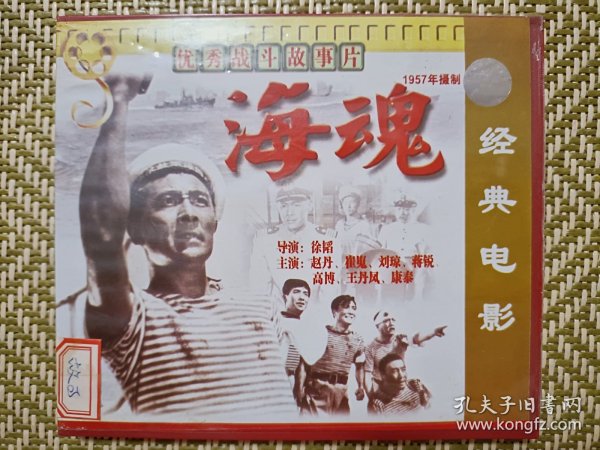 优秀战斗故事片
1957年摄制
海魂
导演：徐韬
主演：赵丹、崔嵬、刘琼、蒋锐、
高博、王丹凤、康泰
经典电影
孔夫子旧书网
www.kongfz.com